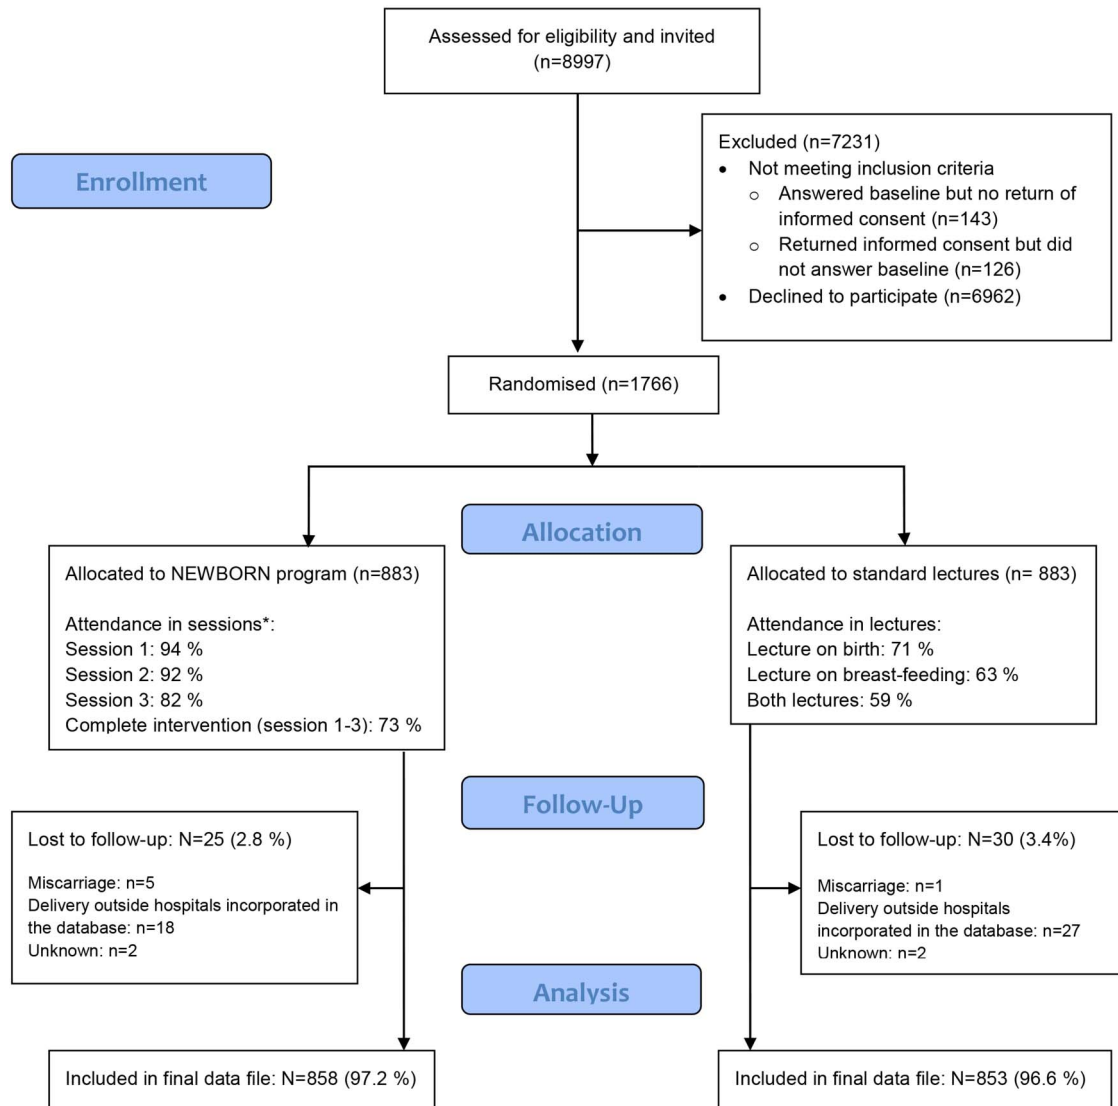 Assessed for eligibility and invited
(n=8997)
Enrollment
Excluded (n=7231)
• Not meeting inclusion criteria
o Answered baseline but no return of
informed consent (n=143)
o Returned informed consent but did
not answer baseline (n=126)
• Declined to participate (n=6962)
Randomised (n=1766)
Allocation
Allocated to NEWBORN program (n=883)
Attendance in sessions*:
Session 1: 94 %
Session 2: 92 %
Session 3: 82 %
Complete intervention (session 1-3): 73 %
Allocated to standard lectures (n= 883)
Attendance in lectures:
Lecture on birth: 71 %
Lecture on breast-feeding: 63 %
Both lectures: 59 %
Follow-Up
Lost to follow-up: N=25 (2.8 %)
Miscarriage: n=5
Delivery outside hospitals incorporated in
the database: n=18
Unknown: n=2
Lost to follow-up: N=30 (3.4%)
Miscarriage: n=1
Delivery outside hospitals
incorporated in the database: n=27
Unknown: n=2
Analysis
Included in final data file: N=858 (97.2 %)
Included in final data file: N=853 (96.6 %)